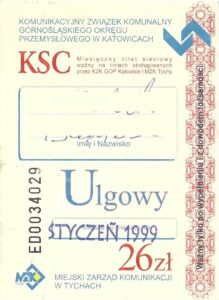 KOMUNIKACYJNY ZWIĄZEK KOMUNALNY
GÓRNOŚLĄSKIEGO OKRĘGU
PRZEMYSŁOWEGO W KATOWICACH
KSC
Miesięczny bilet sieciowy
ważny na liniach obsługiwanych
przez KZK GOP Katowice i MZK Tychy
Imię i Nazwisko
Ulgowy
STYCZEŃ 1999
26zł
MIEJSKI ZARZĄD KOMUNIKACJI
W TYCHACH
ED0034029
Ważny tylko po wypełnieniu i z dowodem tożsamości